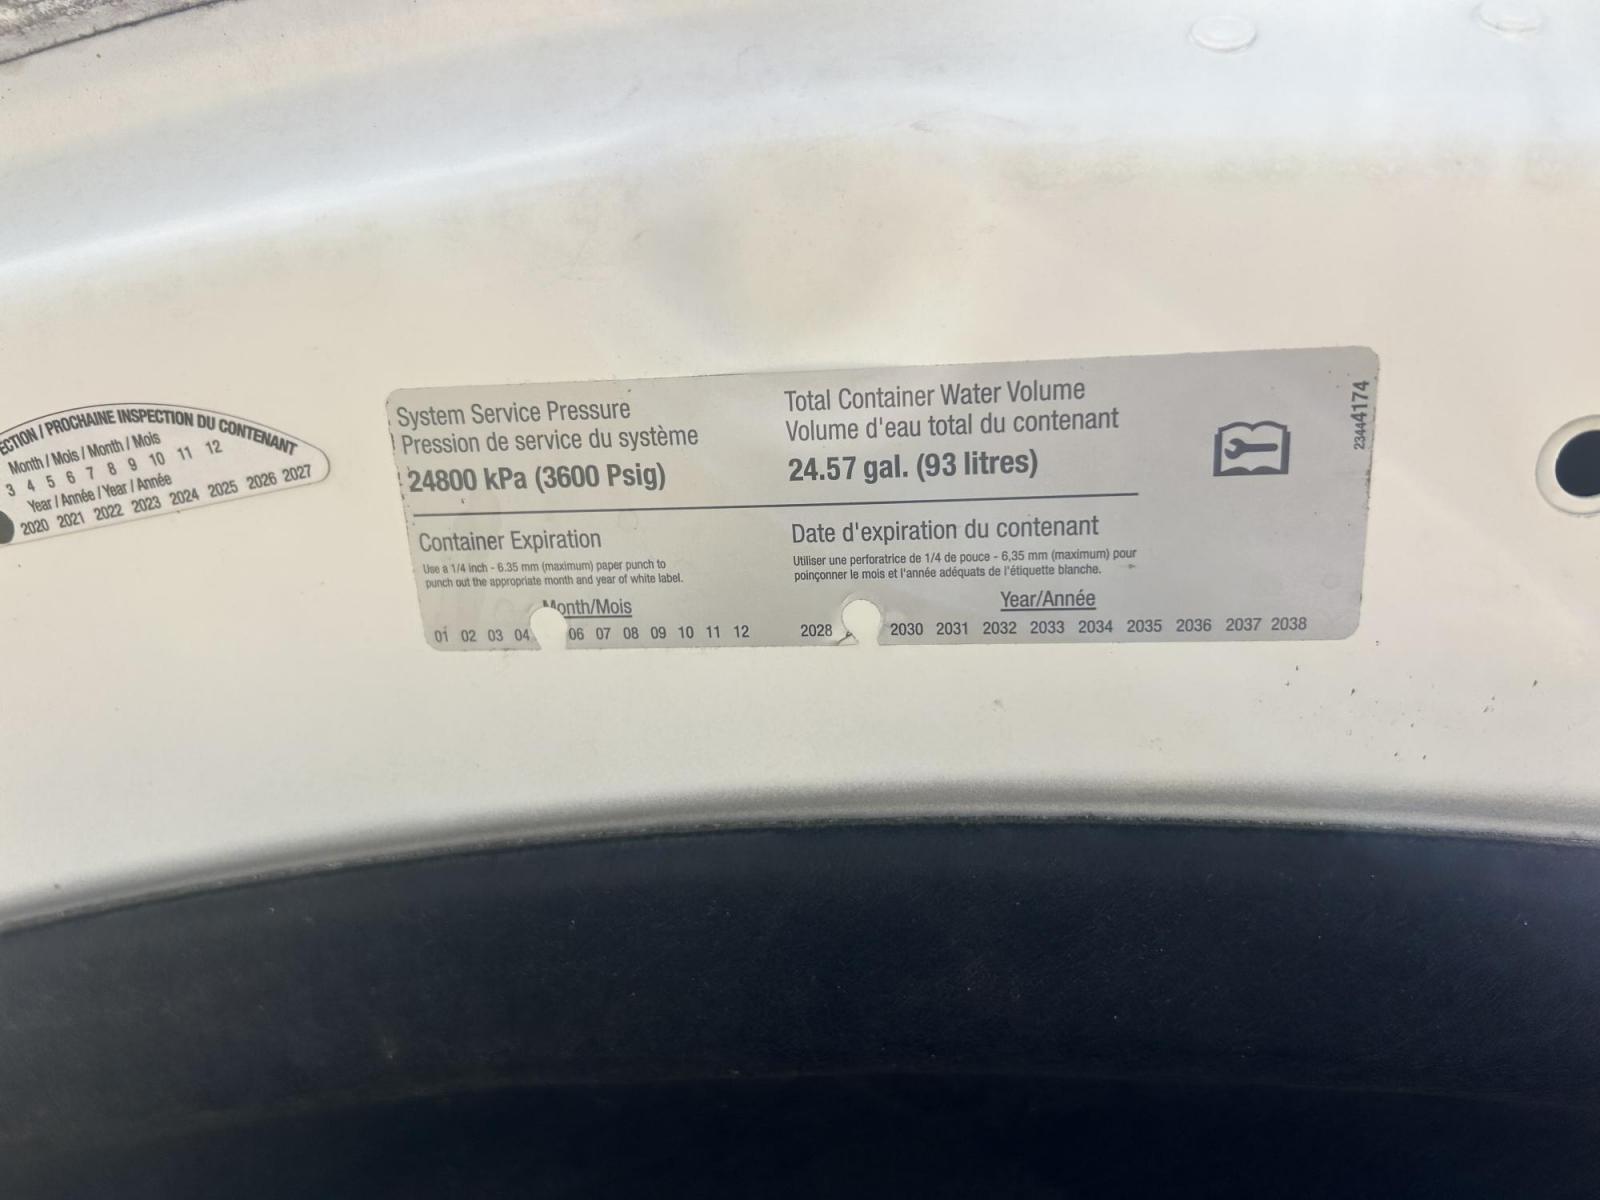 ECTION / PROCHAINE INSPECTION DU CONTENANT
Month / Mois / Month / Mois
3 4 5 6 7 8 9 10 11 12
Year / Année / Year / Année
2020 2021 2022 2023 2024 2025 2026 2027
System Service Pressure
Pression de service du système
24800 kPa (3600 Psig)
Total Container Water Volume
Volume d'eau total du contenant
24.57 gal. (93 litres)
23444174
Container Expiration
Use a 1/4 inch - 6.35 mm (maximum) paper punch to
punch out the appropriate month and year of white label.
Month/Mois
01 02 03 04 06 07 08 09 10 11 12
Date d'expiration du contenant
Utiliser une perforatrice de 1/4 de pouce - 6,35 mm (maximum) pour
poinçonner le mois et l'année adéquats de l'étiquette blanche.
Year/Année
2028 2030 2031 2032 2033 2034 2035 2036 2037 2038